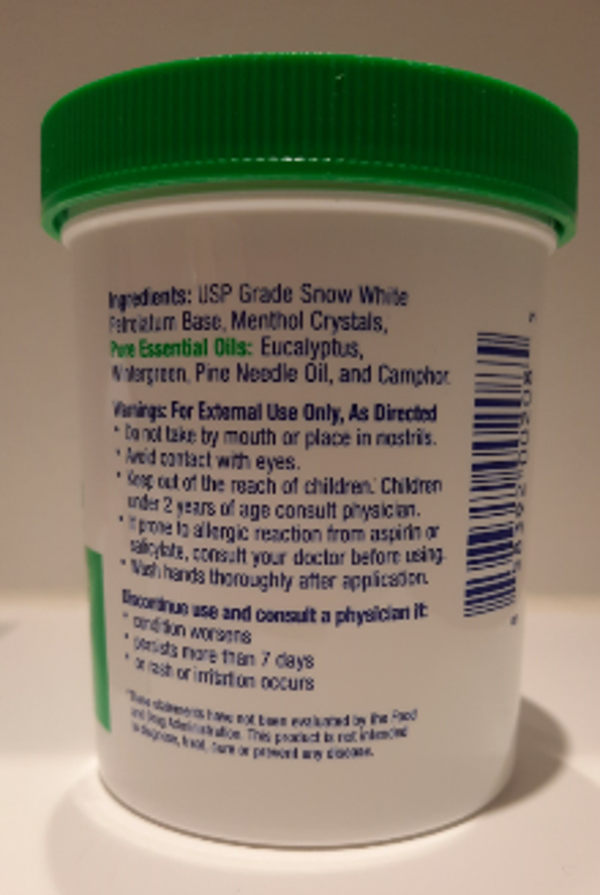 Ingredients: USP Grade Snow White
Petrolatum Base, Menthol Crystals,
Pure Essential Oils: Eucalyptus,
Wintergreen, Pine Needle Oil, and Camphor.
Warnings: For External Use Only, As Directed
• Do not take by mouth or place in nostrils.
• Avoid contact with eyes.
• Keep out of the reach of children. Children
under 2 years of age consult physician.
• If prone to allergic reaction from aspirin or
salicylate, consult your doctor before using.
• Wash hands thoroughly after application.
Discontinue use and consult a physician if:
• condition worsens
• persists more than 7 days
• or rash or irritation occurs
*These statements have not been evaluated by the Food
and Drug Administration. This product is not intended
to diagnose, treat, cure or prevent any disease.